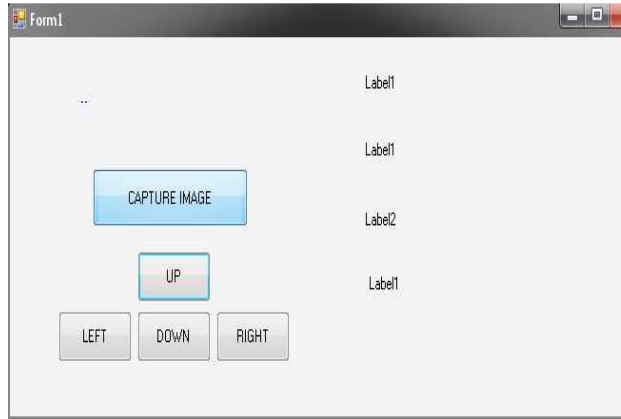 Form1
Label1
..
Label1
CAPTURE IMAGE
Label2
UP
Label1
LEFT DOWN RIGHT